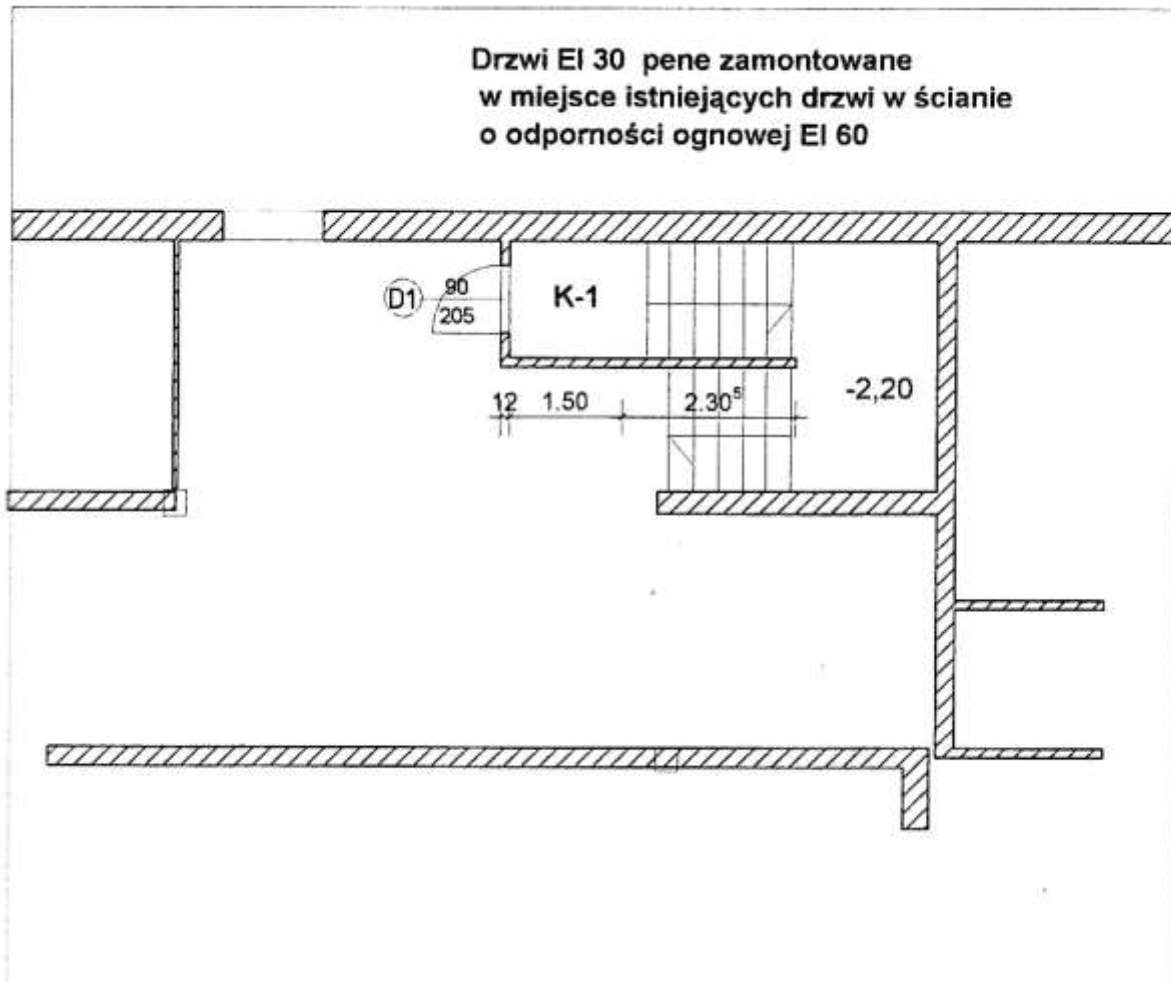 Drzwi EI 30 pene zamontowane
w miejsce istniejących drzwi w ścianie
o odporności ognowej EI 60
D1
90
205
K-1
12 1.50 2.30⁵
-2,20